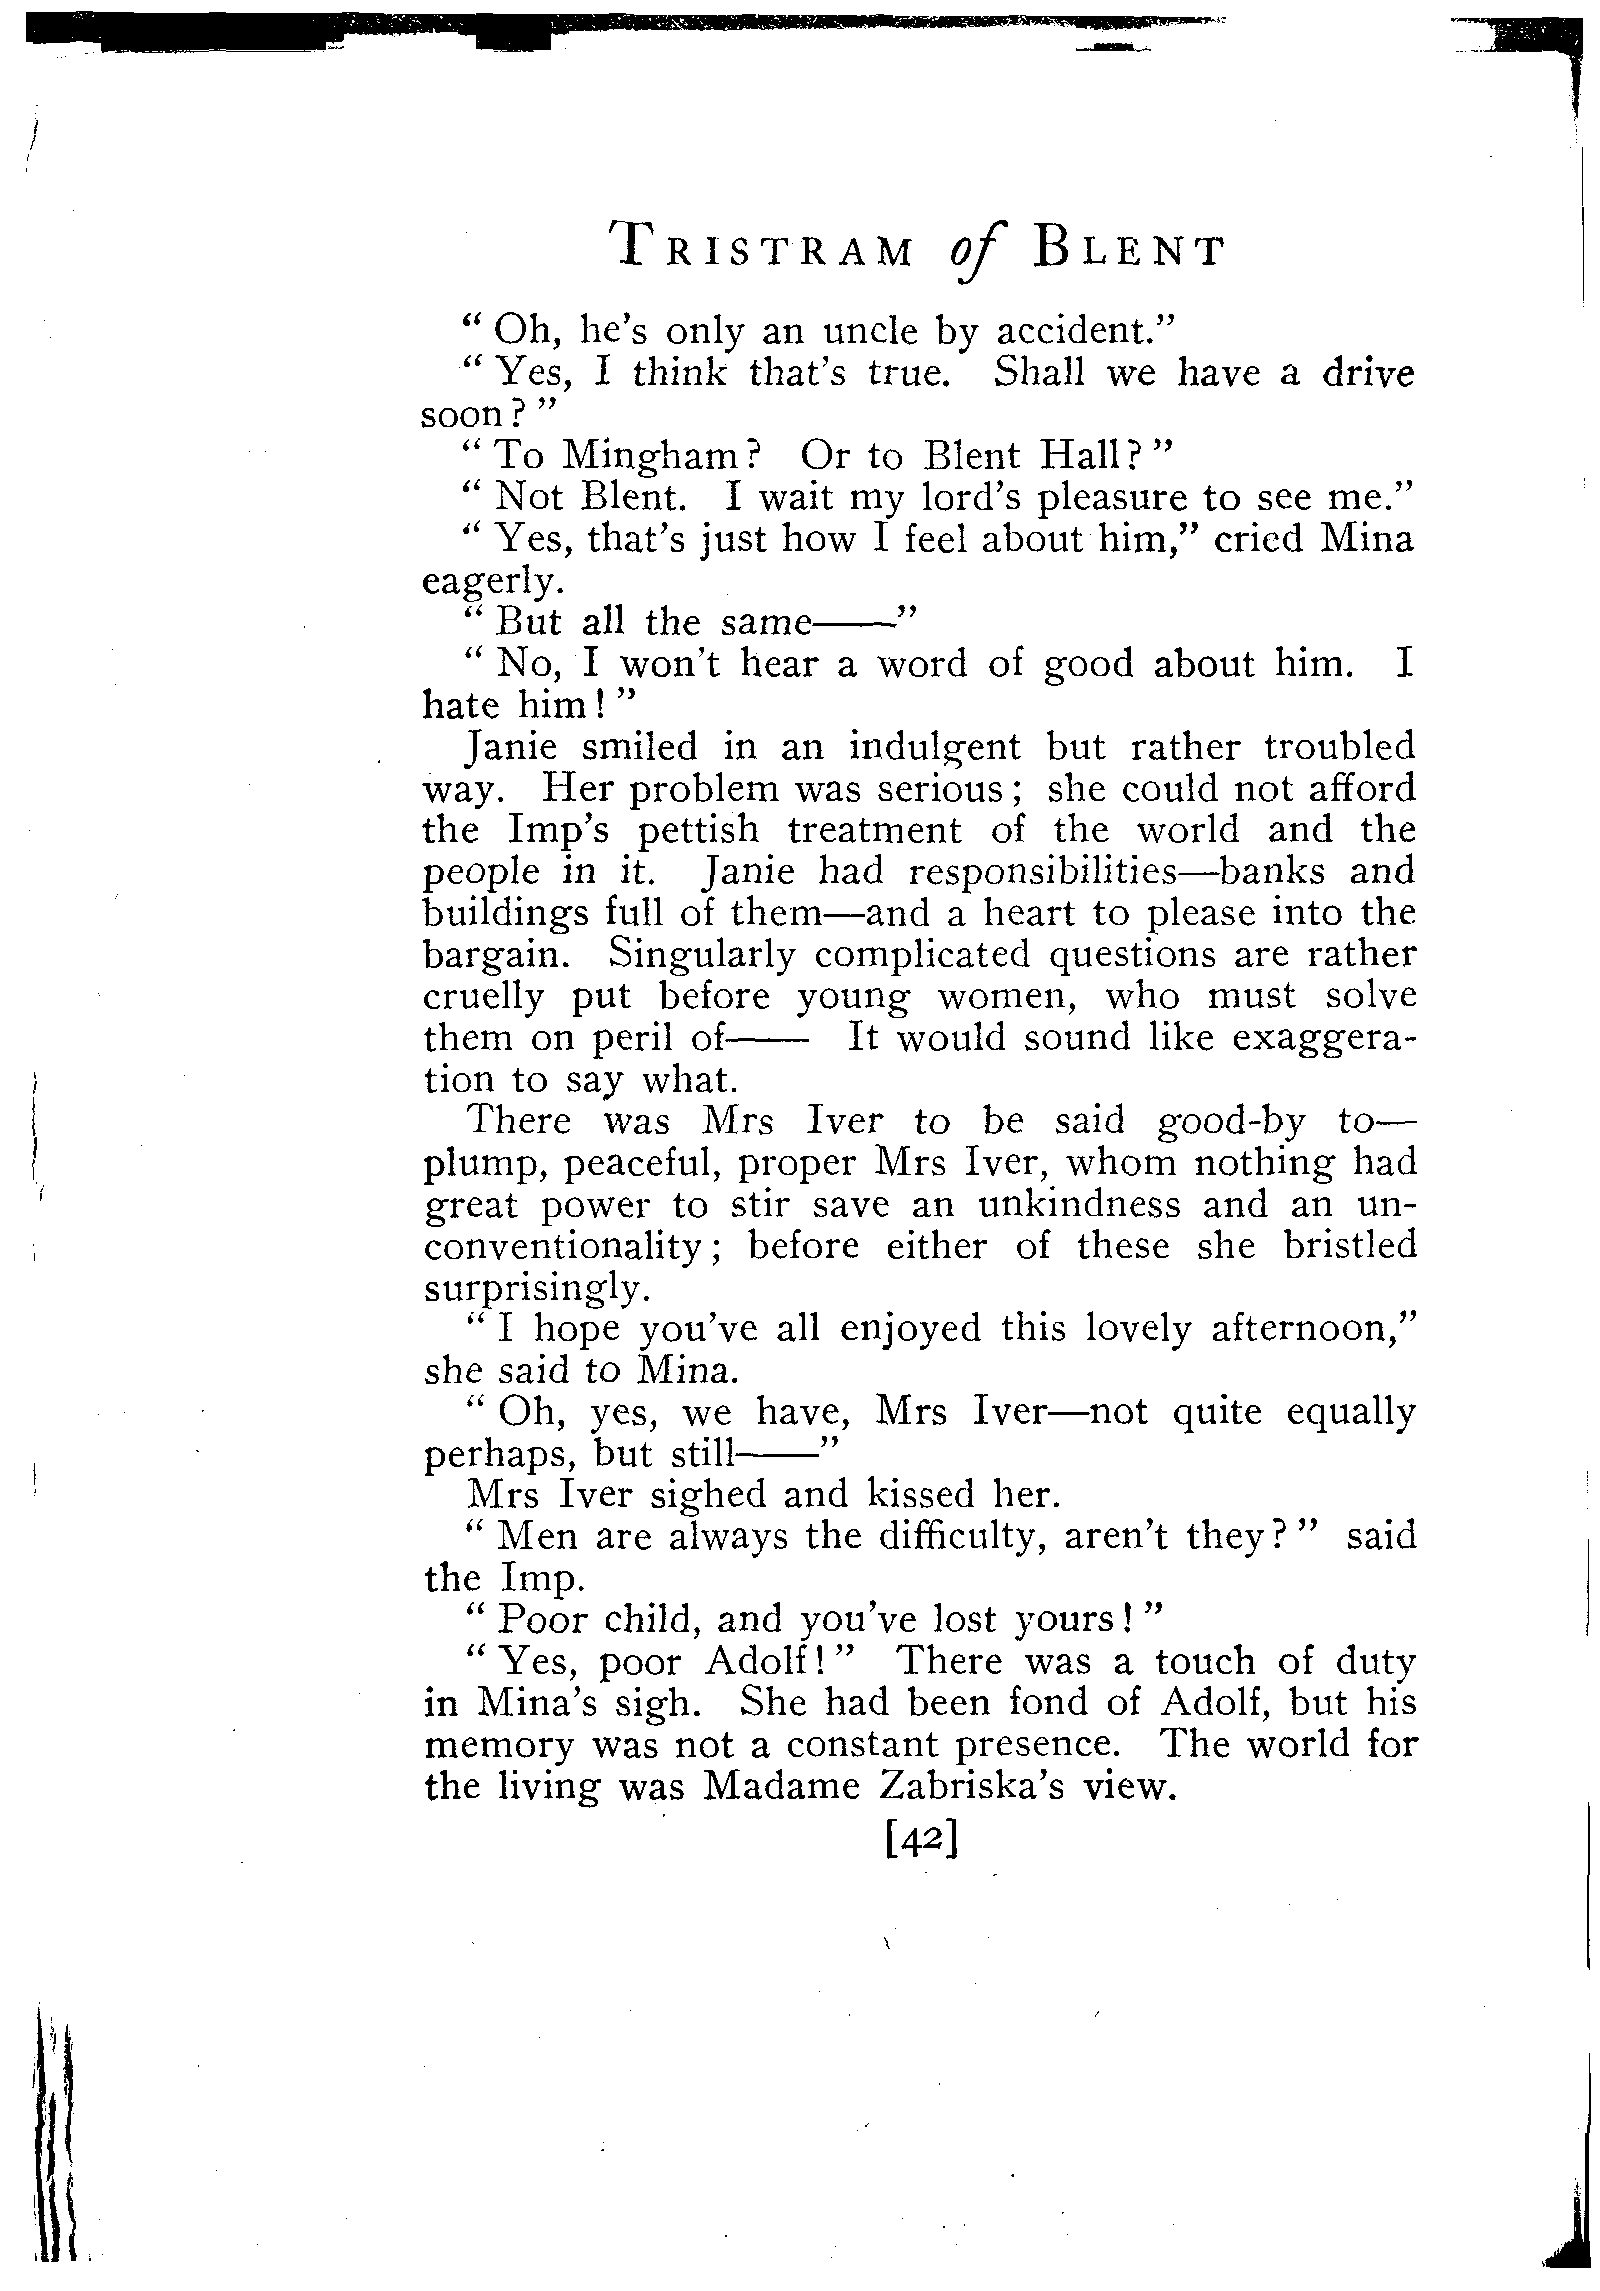 TRISTRAM of BLENT
“ Oh, he's only an uncle by accident.”
“ Yes, I think that's true. Shall we have a drive
soon ? ”
“ To Mingham ? Or to Blent Hall ? ”
“ Not Blent. I wait my lord's pleasure to see me.”
“ Yes, that's just how I feel about him,” cried Mina
eagerly.
“ But all the same——”
“ No, I won't hear a word of good about him. I
hate him ! ”
Janie smiled in an indulgent but rather troubled
way. Her problem was serious ; she could not afford
the Imp's pettish treatment of the world and the
people in it. Janie had responsibilities—banks and
buildings full of them—and a heart to please into the
bargain. Singularly complicated questions are rather
cruelly put before young women, who must solve
them on peril of—— It would sound like exaggera-
tion to say what.
There was Mrs Iver to be said good-by to—
plump, peaceful, proper Mrs Iver, whom nothing had
great power to stir save an unkindness and an un-
conventionality ; before either of these she bristled
surprisingly.
“ I hope you've all enjoyed this lovely afternoon,”
she said to Mina.
“ Oh, yes, we have, Mrs Iver—not quite equally
perhaps, but still——”
Mrs Iver sighed and kissed her.
“ Men are always the difficulty, aren't they ? ” said
the Imp.
“ Poor child, and you've lost yours ! ”
“ Yes, poor Adolf ! ” There was a touch of duty
in Mina's sigh. She had been fond of Adolf, but his
memory was not a constant presence. The world for
the living was Madame Zabriska's view.
[42]